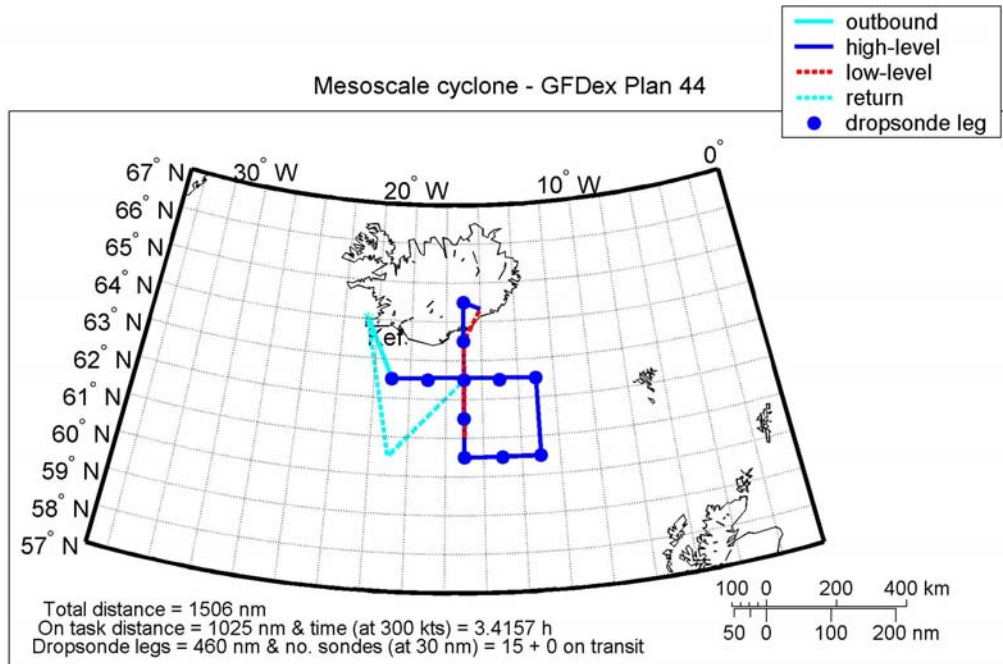 outbound
high-level
low-level
return
dropsonde leg
Mesoscale cyclone - GFDex Plan 44
0°
67° N 30° W 20° W 10° W
66° N
65° N
64° N
63° N
ef.
62° N
61° N
60° N
59° N
58° N
57° N
100 0 200 400 km
50 0 100 200 nm
Total distance = 1506 nm
On task distance = 1025 nm & time (at 300 kts) = 3.4157 h
Dropsonde legs = 460 nm & no. sondes (at 30 nm) = 15 + 0 on transit